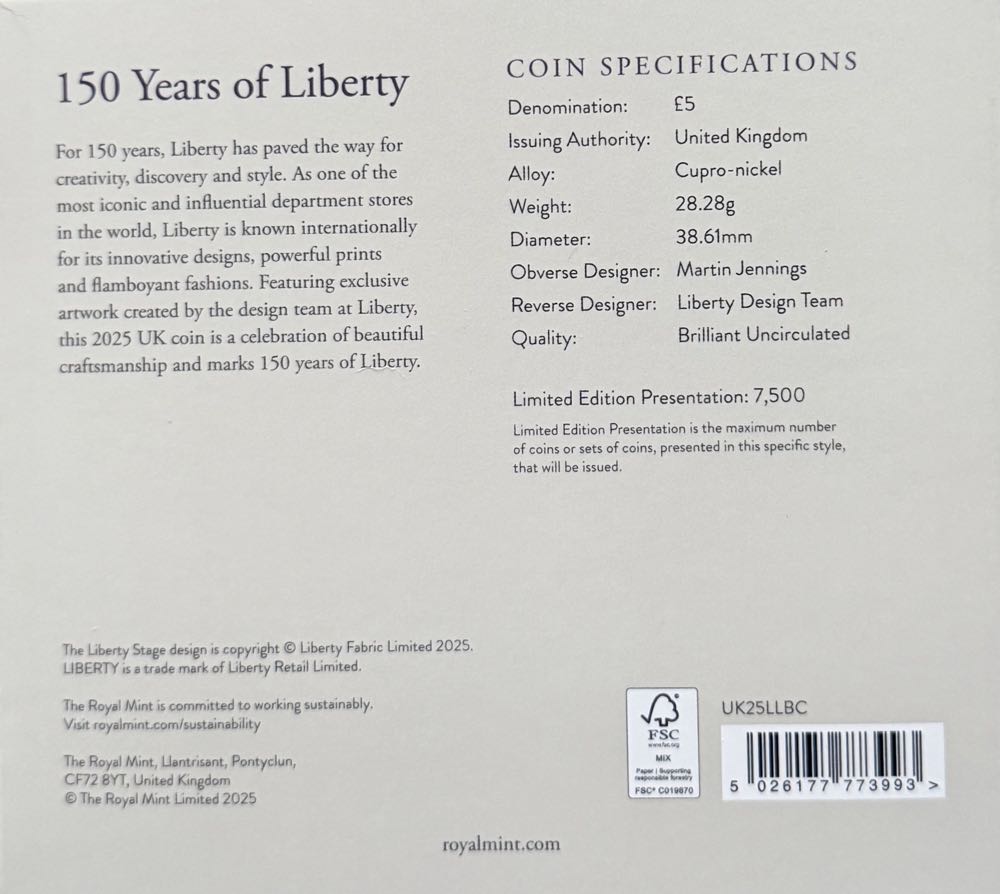 150 Years of Liberty
For 150 years, Liberty has paved the way for
creativity, discovery and style. As one of the
most iconic and influential department stores
in the world, Liberty is known internationally
for its innovative designs, powerful prints
and flamboyant fashions. Featuring exclusive
artwork created by the design team at Liberty,
this 2025 UK coin is a celebration of beautiful
craftsmanship and marks 150 years of Liberty.
COIN SPECIFICATIONS
Denomination: £5
Issuing Authority: United Kingdom
Alloy: Cupro-nickel
Weight: 28.28g
Diameter: 38.61mm
Obverse Designer: Martin Jennings
Reverse Designer: Liberty Design Team
Quality: Brilliant Uncirculated
Limited Edition Presentation: 7,500
Limited Edition Presentation is the maximum number
of coins or sets of coins, presented in this specific style,
that will be issued.
The Liberty Stage design is copyright © Liberty Fabric Limited 2025.
LIBERTY is a trade mark of Liberty Retail Limited.
The Royal Mint is committed to working sustainably.
Visit royalmint.com/sustainability
The Royal Mint, Llantrisant, Pontyclun,
CF72 8YT, United Kingdom
© The Royal Mint Limited 2025
FSC
www.fsc.org
MIX
Paper | Supporting
responsible forestry
FSC® C019870
UK25LLBC
5 026177 773993 >
royalmint.com